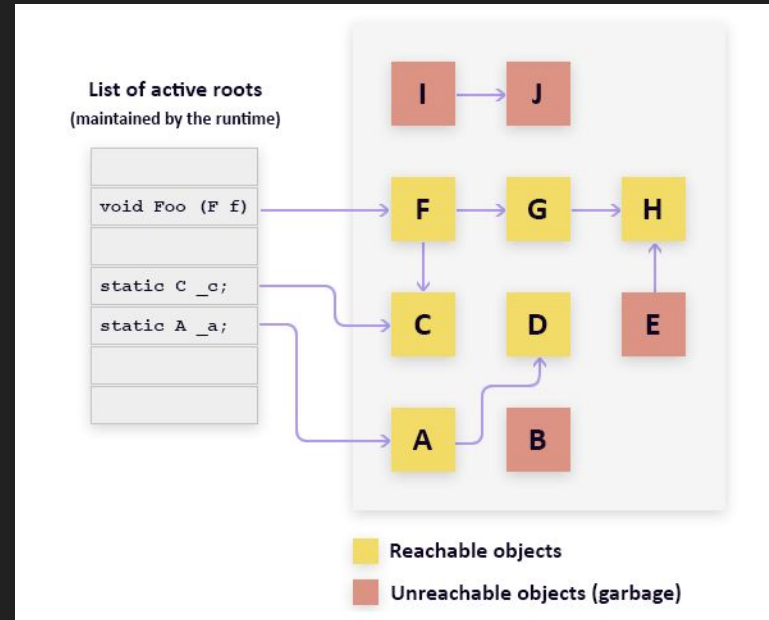 List of active roots
(maintained by the runtime)
void Foo (F f)
static C _c;
static A _a;
I
J
F
G
H
C
D
E
A
B
Reachable objects
Unreachable objects (garbage)